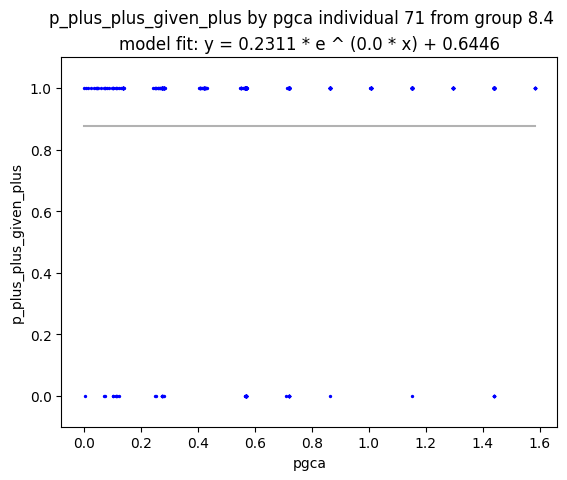 p_plus_plus_given_plus by pgca individual 71 from group 8.4
model fit: y = 0.2311 * e ^ (0.0 * x) + 0.6446
1.0
0.8
0.6
0.4
0.2
0.0
p_plus_plus_given_plus
0.0 0.2 0.4 0.6 0.8 1.0 1.2 1.4 1.6
pgca